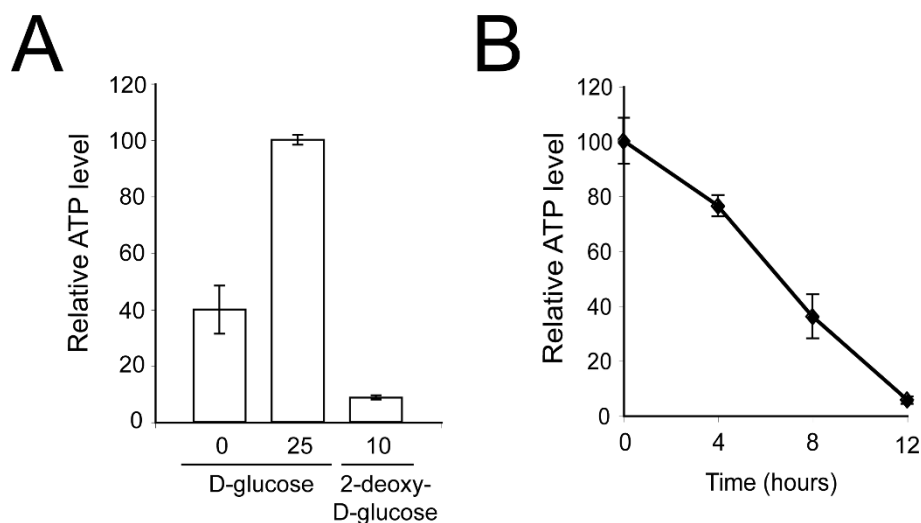 A
Relative ATP level
120
100
80
60
40
20
0
0 25 10
D-glucose 2-deoxy-
D-glucose
B
Relative ATP level
120
100
80
60
40
20
0
0 4 8 12
Time (hours)